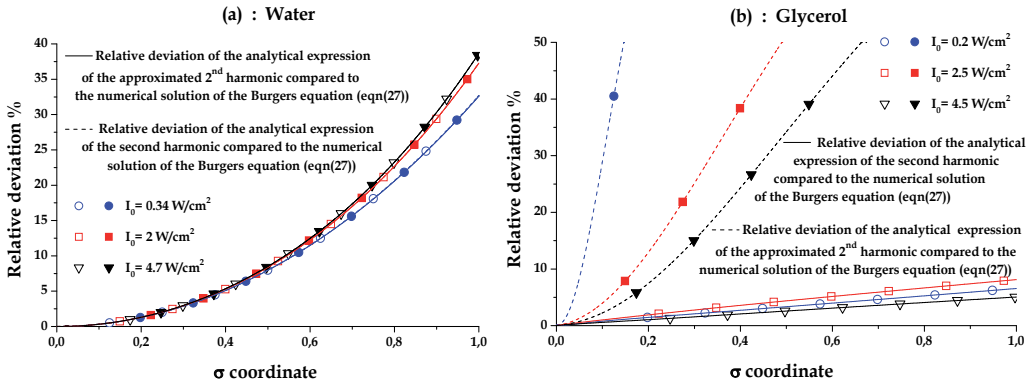 (a) : Water
Relative deviation %
40
35
30
25
20
15
10
5
0
Relative deviation of the analytical expression
of the approximated 2nd harmonic compared to
the numerical solution of the Burgers equation (eqn(27))
Relative deviation of the analytical expression
of the second harmonic compared to the numerical
solution of the Burgers equation (eqn(27))
I0= 0.34 W/cm2
I0= 2 W/cm2
I0= 4.7 W/cm2
0,0 0,2 0,4 0,6 0,8 1,0
σ coordinate
(b) : Glycerol
Relative deviation %
50
40
30
20
10
0
I0= 0.2 W/cm2
I0= 2.5 W/cm2
I0= 4.5 W/cm2
Relative deviation of the analytical
expression of the second harmonic
compared to the numerical solution
of the Burgers equation (eqn(27))
Relative deviation of the analytical expression
of the approximated 2nd harmonic compared to the
numerical solution of the Burgers equation (eqn(27))
0,0 0,2 0,4 0,6 0,8 1,0
σ coordinate